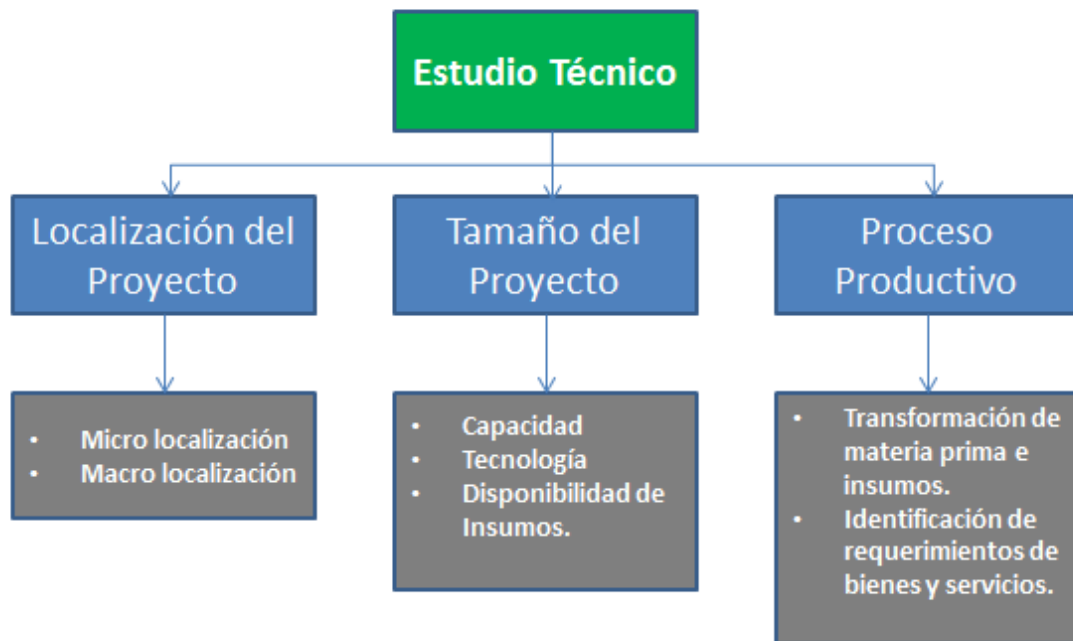 Estudio Técnico
Localización del
Proyecto
Tamaño del
Proyecto
Proceso
Productivo
• Micro localización
• Macro localización
• Capacidad
• Tecnología
• Disponibilidad de
Insumos.
• Transformación de
materia prima e
insumos.
• Identificación de
requerimientos de
bienes y servicios.